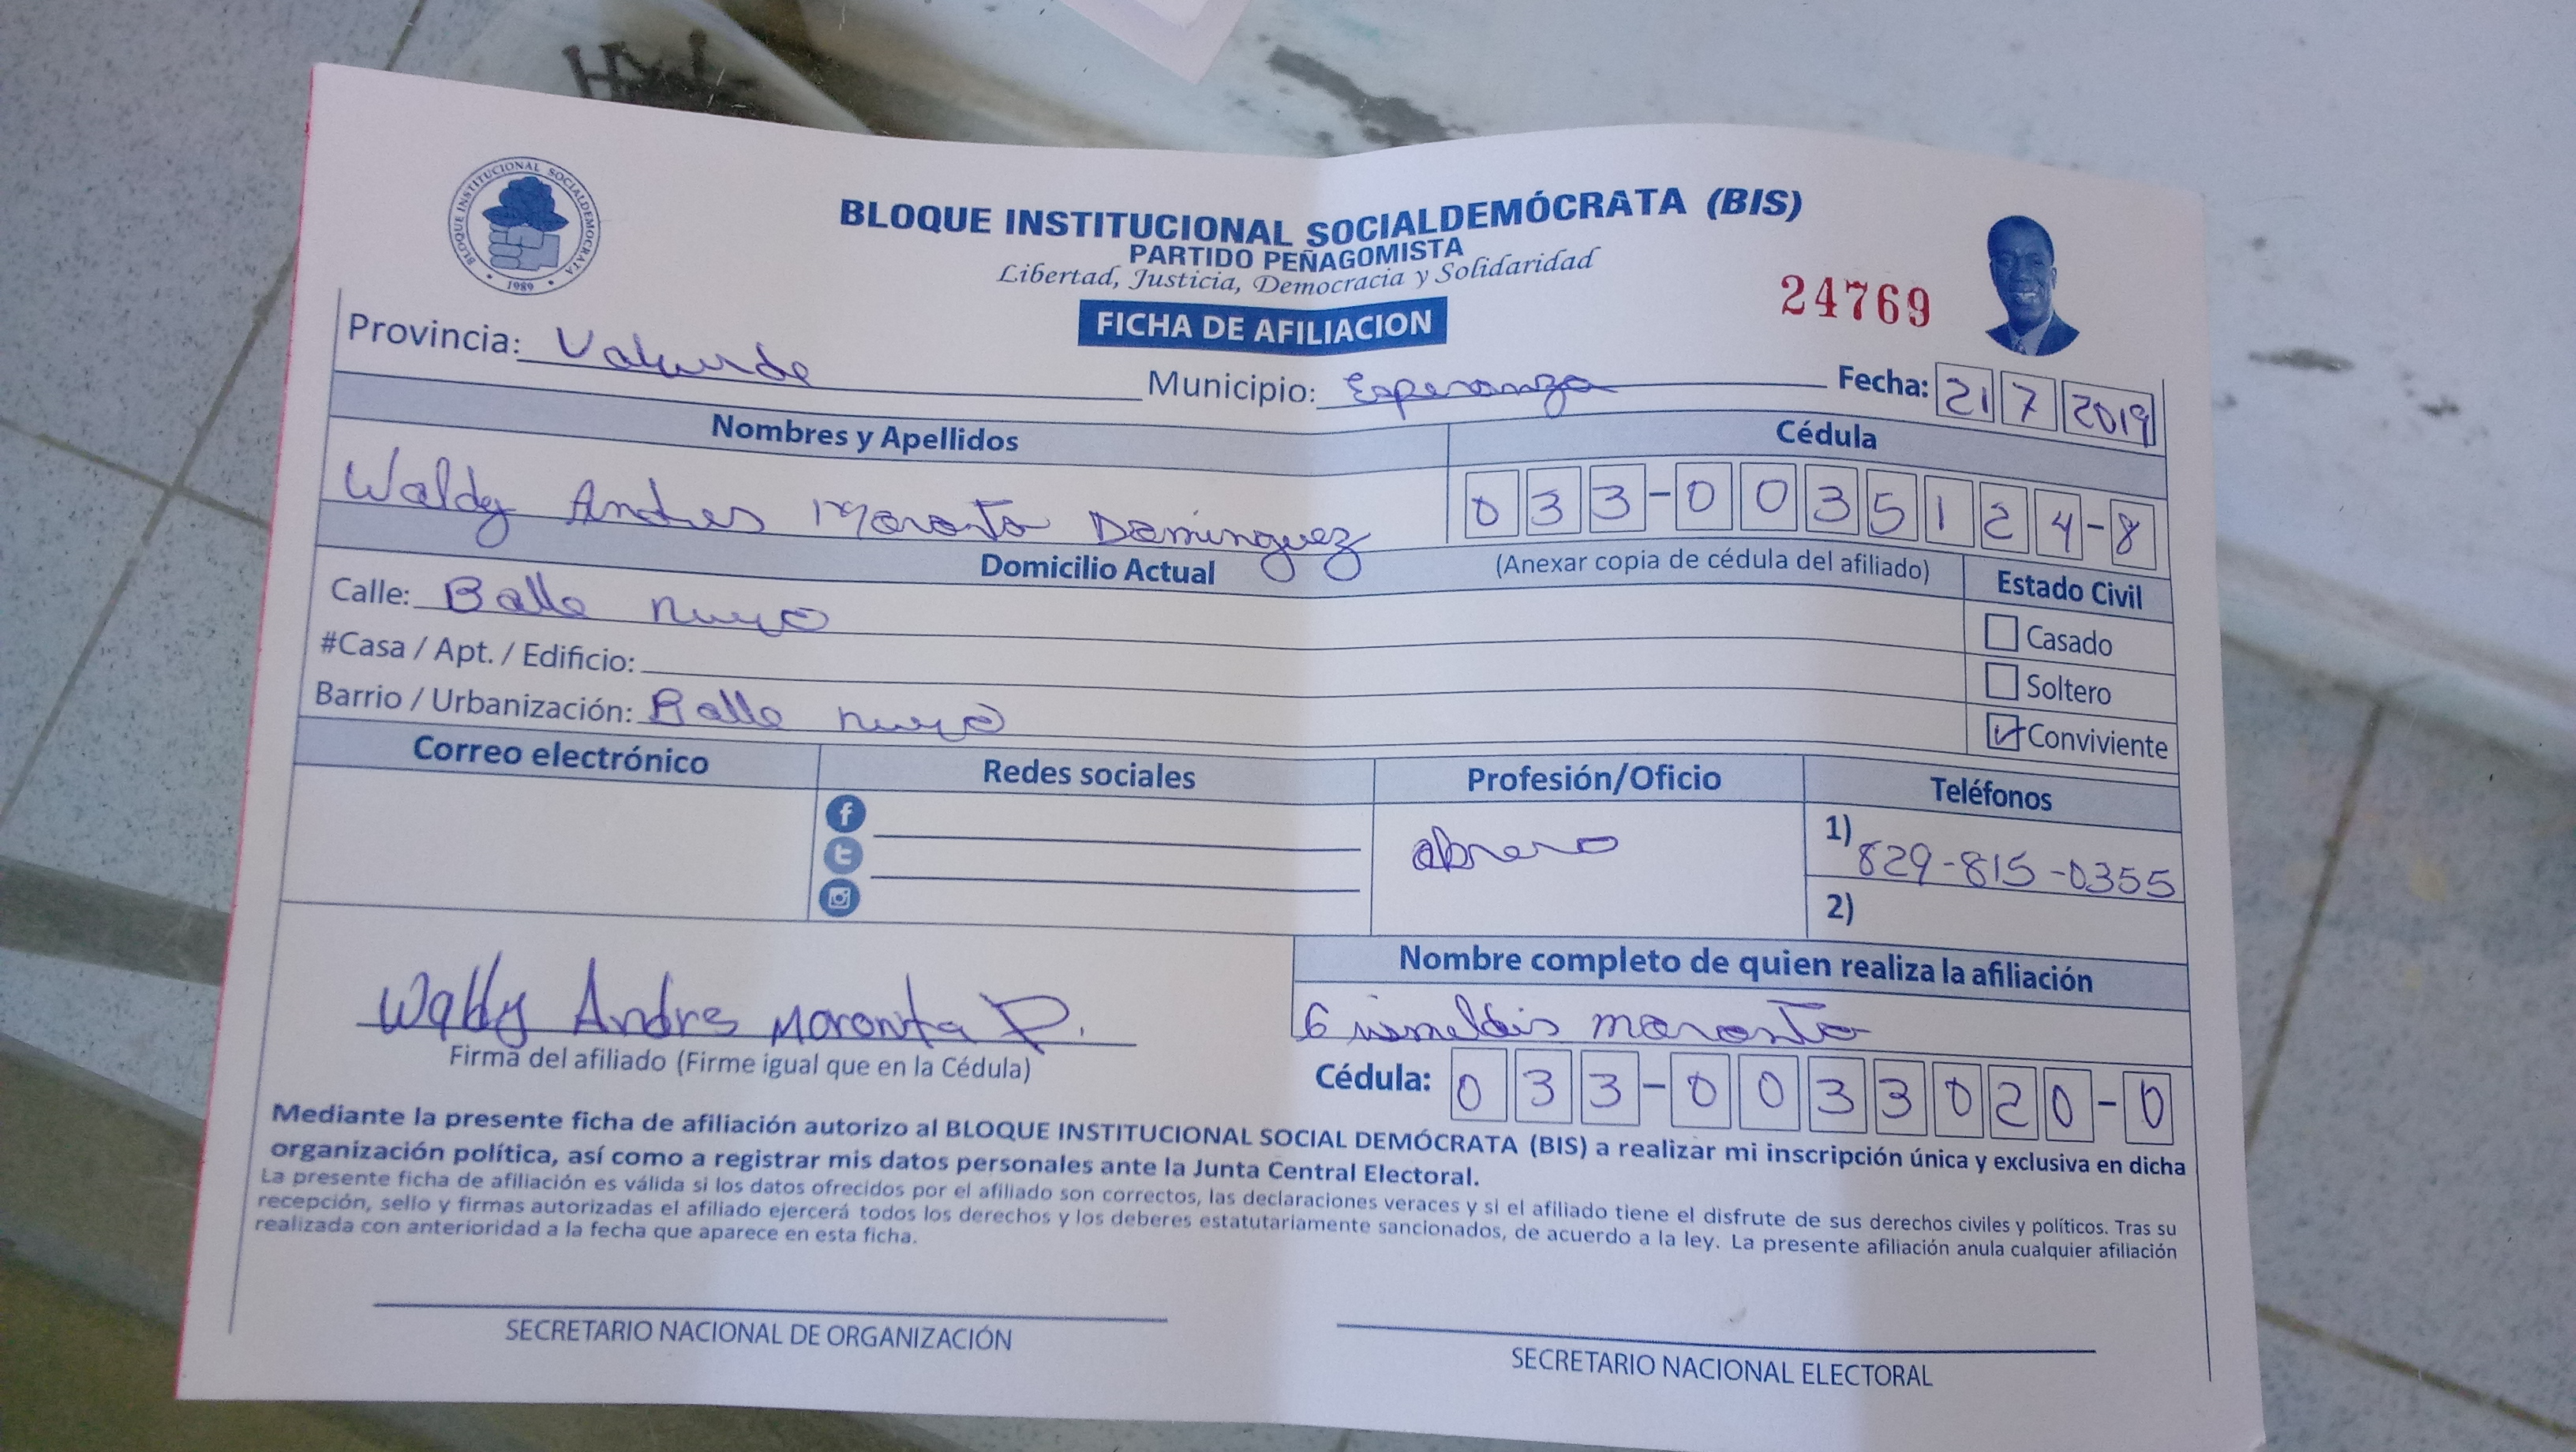 BLOQUE INSTITUCIONAL SOCIALDEMOCRATA
1989
BLOQUE INSTITUCIONAL SOCIALDEMÓCRATA (BIS)
PARTIDO PEÑAGOMISTA
Libertad, Justicia, Democracia y Solidaridad
24769
FICHA DE AFILIACION
Provincia: Valverde Municipio: Esperanza Fecha: 21 7 2019
Nombres y Apellidos Cédula
Waldy Andres Moronta Dominguez 033-0035124-8
Domicilio Actual (Anexar copia de cédula del afiliado) Estado Civil
Calle: Balle nuyo
Casado
#Casa / Apt. / Edificio:
Soltero
Barrio / Urbanización: Balle nuyo
Conviviente
Correo electrónico Redes sociales Profesión/Oficio Teléfonos
obrero 1) 829-815-0355
2)
Nombre completo de quien realiza la afiliación
Waldy Andres Moronta D. moronta
Firma del afiliado (Firme igual que en la Cédula) Cédula: 033-0033020-0
Mediante la presente ficha de afiliación autorizo al BLOQUE INSTITUCIONAL SOCIAL DEMÓCRATA (BIS) a realizar mi inscripción única y exclusiva en dicha
organización política, así como a registrar mis datos personales ante la Junta Central Electoral.
La presente ficha de afiliación es válida si los datos ofrecidos por el afiliado son correctos, las declaraciones veraces y si el afiliado tiene el disfrute de sus derechos civiles y políticos. Tras su
recepción, sello y firmas autorizadas el afiliado ejercerá todos los derechos y los deberes estatutariamente sancionados, de acuerdo a la ley. La presente afiliación anula cualquier afiliación
realizada con anterioridad a la fecha que aparece en esta ficha.
SECRETARIO NACIONAL DE ORGANIZACIÓN SECRETARIO NACIONAL ELECTORAL